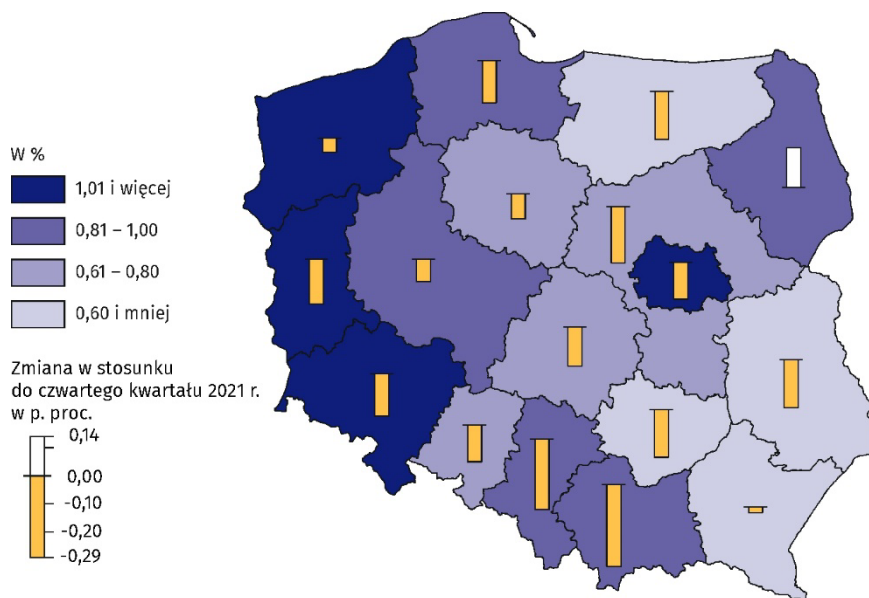 W %
1,01 i więcej
0,81 – 1,00
0,61 – 0,80
0,60 i mniej
Zmiana w stosunku
do czwartego kwartału 2021 r.
w p. proc.
0,14
0,00
-0,10
-0,20
-0,29